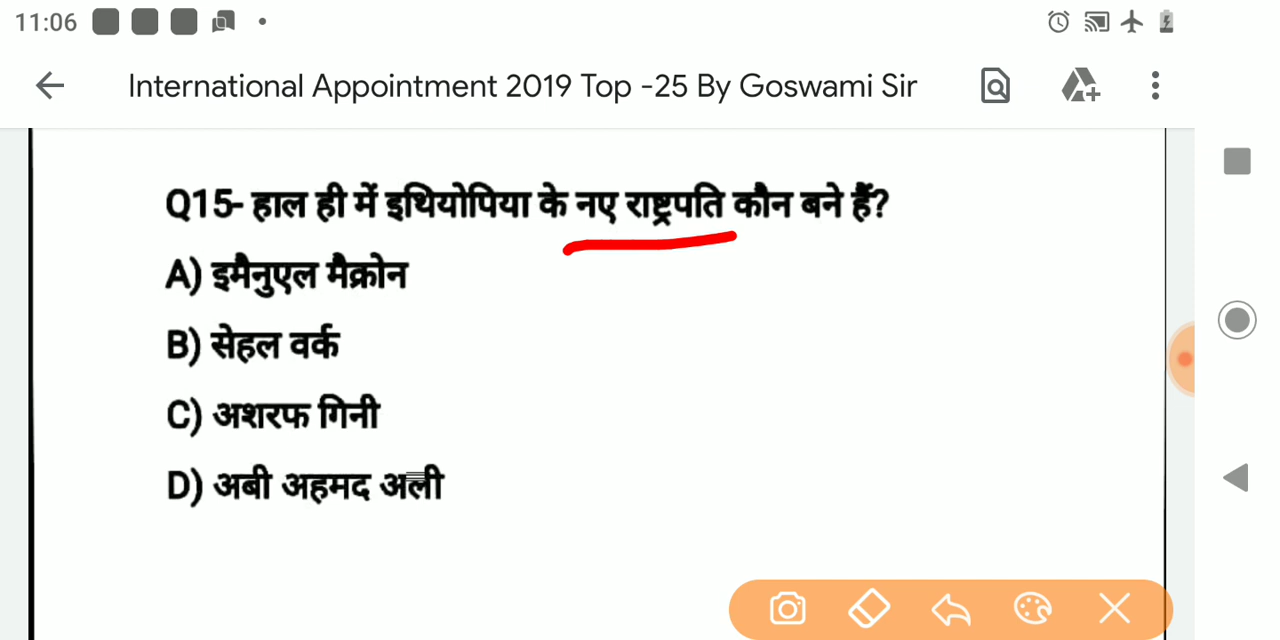 11:06
International Appointment 2019 Top -25 By Goswami Sir
Q15- हाल ही में इथियोपिया के नए राष्ट्रपति कौन बने हैं?
A) इमैनुएल मैक्रोन
B) सेहल वर्क
C) अशरफ गिनी
D) अबी अहमद अली